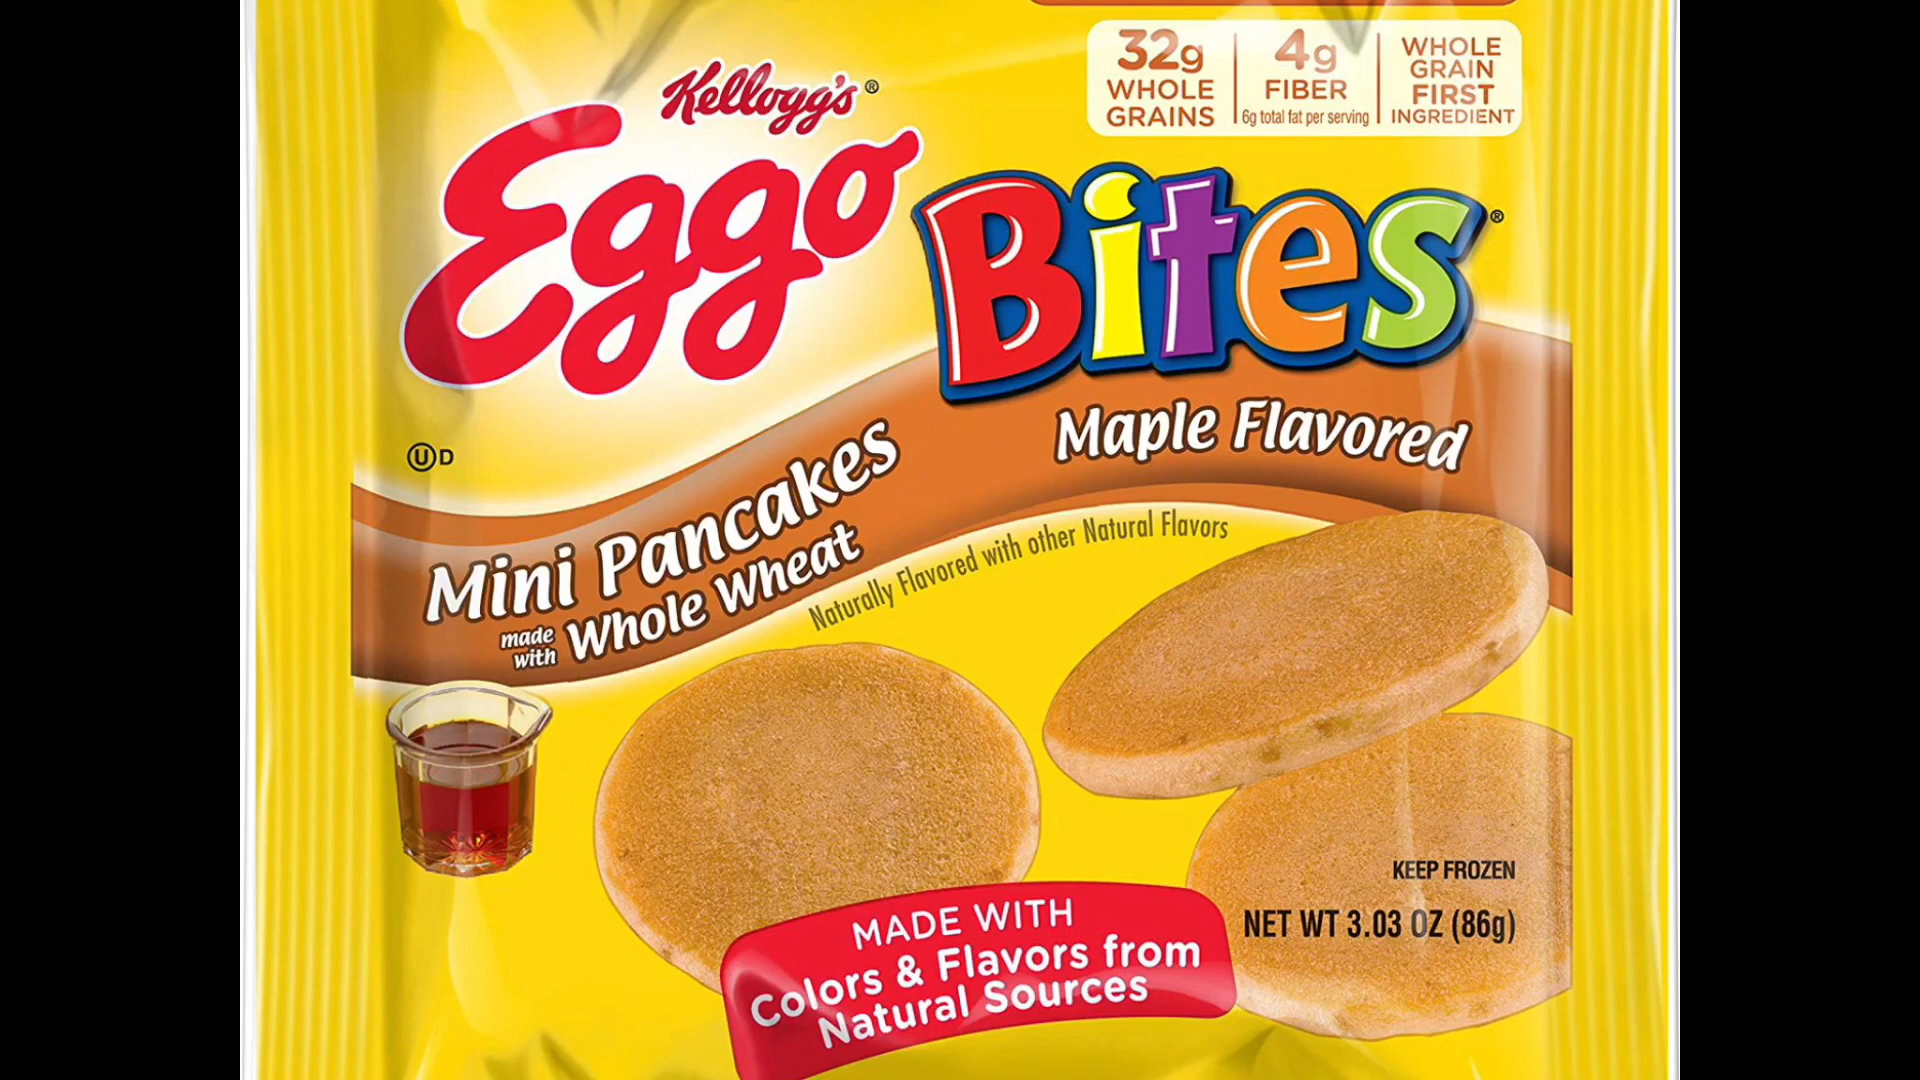 32g
WHOLE
GRAINS
4g
FIBER
6g total fat per serving
WHOLE
GRAIN
FIRST
INGREDIENT
Kellogg's®
Eggo
Bites®
Maple Flavored
ⓊD
Mini Pancakes
made
with Whole Wheat
Naturally Flavored with other Natural Flavors
KEEP FROZEN
NET WT 3.03 OZ (86g)
MADE WITH
Colors & Flavors from
Natural Sources